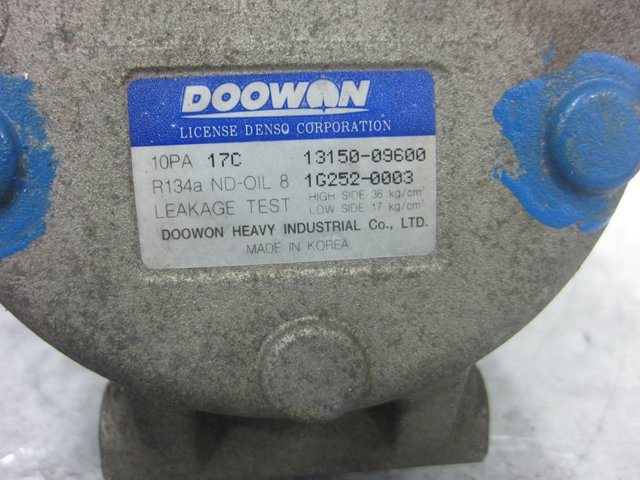 DOOWON
LICENSE DENSO CORPORATION
10PA 17C 13150-09600
R134a ND-OIL 8 1G252-0003
LEAKAGE TEST HIGH SIDE 36 kg/cm²
LOW SIDE 17 kg/cm²
DOOWON HEAVY INDUSTRIAL Co., LTD.
MADE IN KOREA